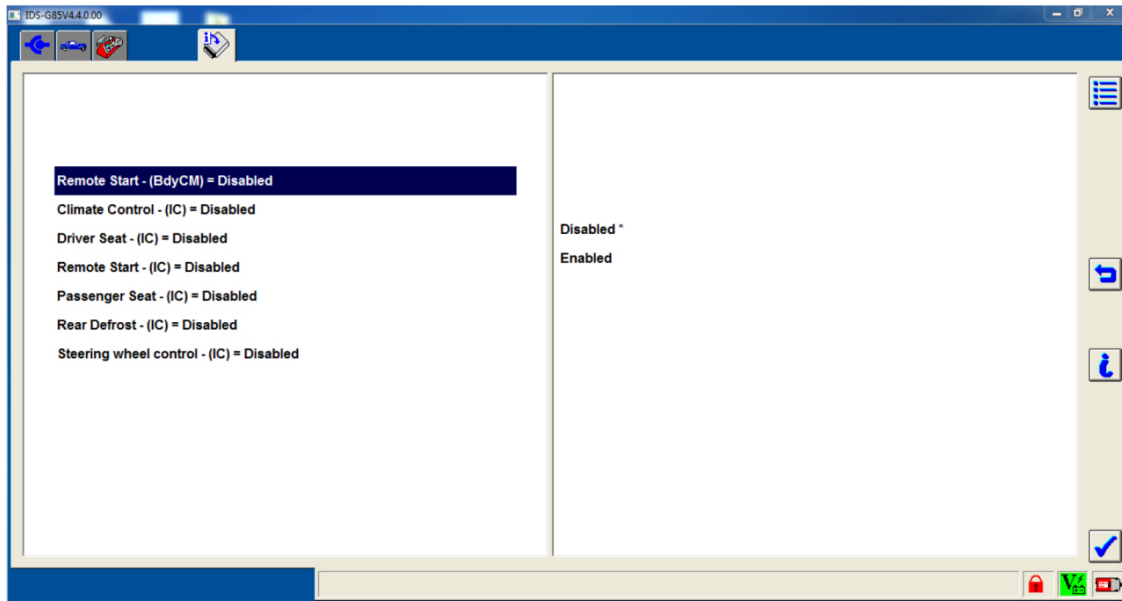 IDS-G85V4.4.0.00
Remote Start - (BdyCM) = Disabled
Climate Control - (IC) = Disabled
Driver Seat - (IC) = Disabled
Remote Start - (IC) = Disabled
Passenger Seat - (IC) = Disabled
Rear Defrost - (IC) = Disabled
Steering wheel control - (IC) = Disabled
Disabled *
Enabled